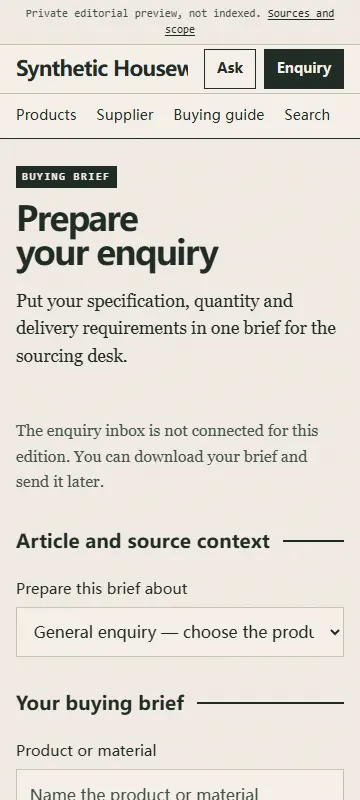 Private editorial preview, not indexed. Sources and
scope
Synthetic Housew
Ask
Enquiry
Products
Supplier
Buying guide
Search
BUYING BRIEF
Prepare
your enquiry
Put your specification, quantity and
delivery requirements in one brief for the
sourcing desk.
The enquiry inbox is not connected for this
edition. You can download your brief and
send it later.
Article and source context
Prepare this brief about
General enquiry — choose the produ
Your buying brief
Product or material
Name the product or material